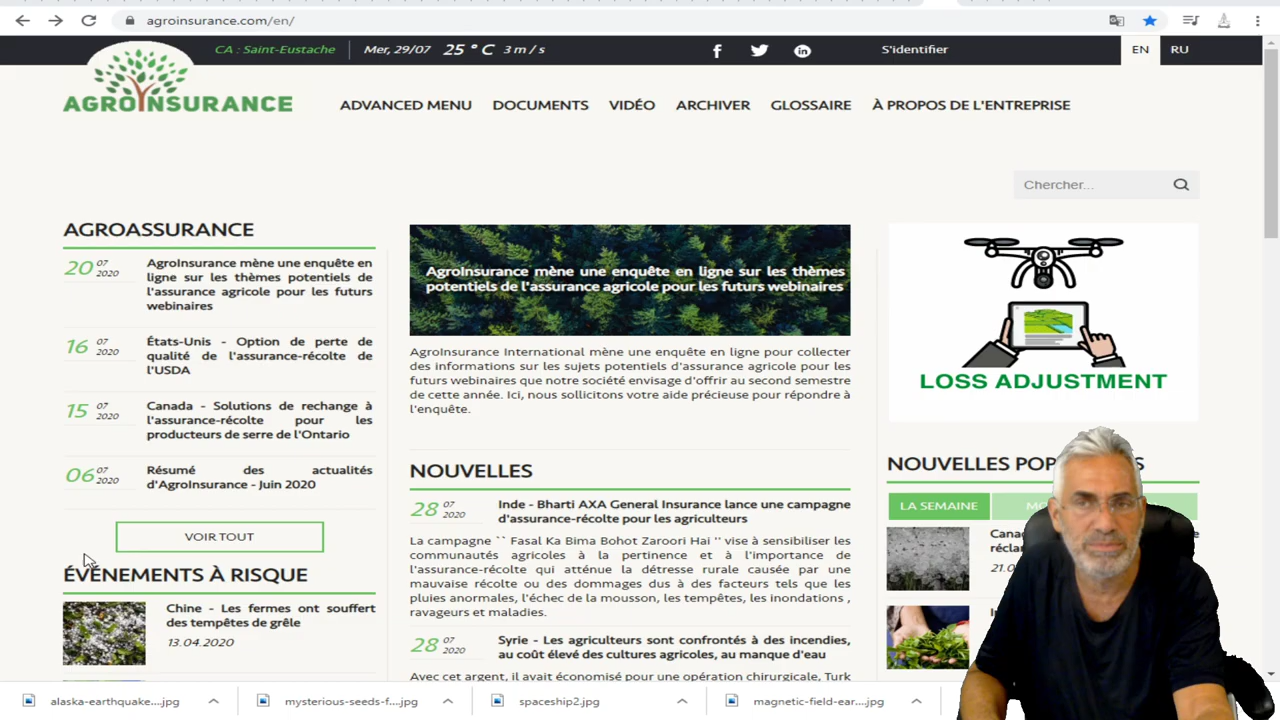 agroinsurance.com/en/
CA : Saint-Eustache
Mer, 29/07
25 ° C
3 m / s
S'identifier
EN
RU
AGROINSURANCE
ADVANCED MENU
DOCUMENTS
VIDÉO
ARCHIVER
GLOSSAIRE
À PROPOS DE L'ENTREPRISE
Chercher...
AGROASSURANCE
20 07 2020
AgroInsurance mène une enquête en
ligne sur les thèmes potentiels de
l'assurance agricole pour les futurs
webinaires
16 07 2020
États-Unis - Option de perte de
qualité de l'assurance-récolte de
l'USDA
15 07 2020
Canada - Solutions de rechange à
l'assurance-récolte pour les
producteurs de serre de l'Ontario
06 07 2020
Résumé des actualités
d'AgroInsurance - Juin 2020
VOIR TOUT
ÉVÉNEMENTS À RISQUE
Chine - Les fermes ont souffert
des tempêtes de grêle
13.04.2020
AgroInsurance mène une enquête en ligne sur les thèmes
potentiels de l'assurance agricole pour les futurs webinaires
AgroInsurance International mène une enquête en ligne pour collecter
des informations sur les sujets potentiels d'assurance agricole pour les
futurs webinaires que notre société envisage d'offrir au second semestre
de cette année. Ici, nous sollicitons votre aide précieuse pour répondre à
l'enquête.
NOUVELLES
28 07 2020
Inde - Bharti AXA General Insurance lance une campagne
d'assurance-récolte pour les agriculteurs
La campagne `` Fasal Ka Bima Bohot Zaroori Hai '' vise à sensibiliser les
communautés agricoles à la pertinence et à l'importance de
l'assurance-récolte qui atténue la détresse rurale causée par une
mauvaise récolte ou des dommages dus à des facteurs tels que les
pluies anormales, l'échec de la mousson, les tempêtes, les inondations ,
ravageurs et maladies.
28 07 2020
Syrie - Les agriculteurs sont confrontés à des incendies,
au coût élevé des cultures agricoles, au manque d'eau
Avec cet argent, il avait économisé pour une opération chirurgicale, Turk
LOSS ADJUSTMENT
NOUVELLES
LA SEMAINE
alaska-earthquake....jpg
mysterious-seeds-f....jpg
spaceship2.jpg
magnetic-field-ear....jpg